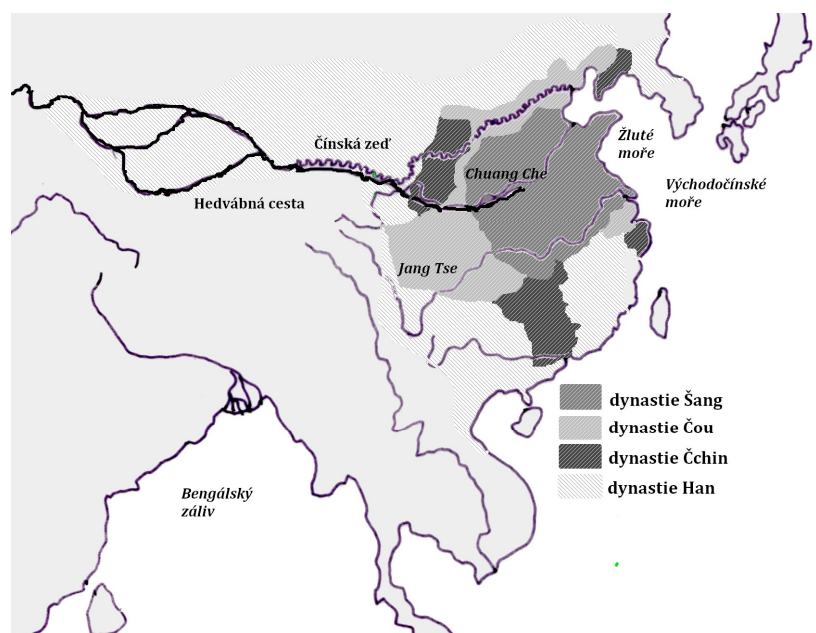 Čínská zeď
Žluté
moře
Chuang Che
Východočínské
moře
Hedvábná cesta
Jang Tse
dynastie Šang
dynastie Čou
dynastie Čchin
dynastie Han
Bengálský
záliv